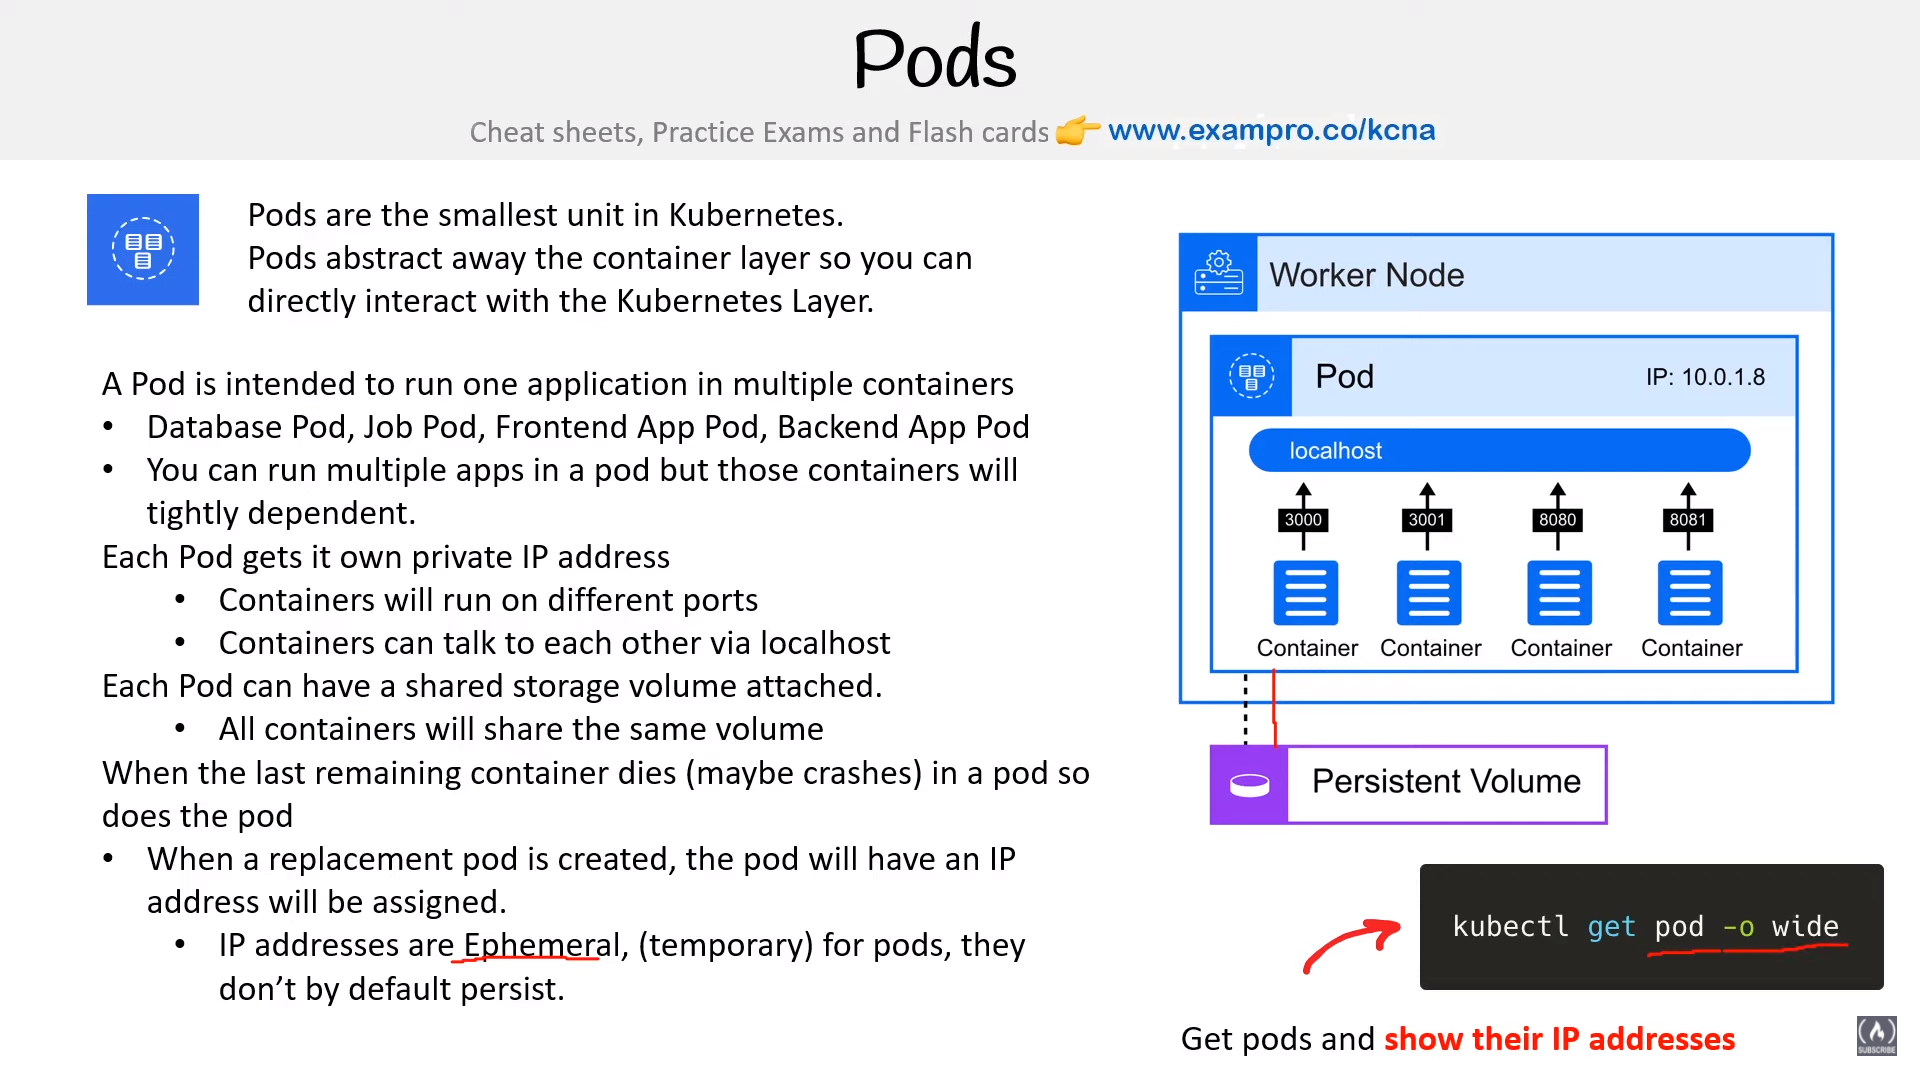 Pods
Cheat sheets, Practice Exams and Flash cards 👉 www.exampro.co/kcna
Pods are the smallest unit in Kubernetes.
Pods abstract away the container layer so you can
directly interact with the Kubernetes Layer.
A Pod is intended to run one application in multiple containers
• Database Pod, Job Pod, Frontend App Pod, Backend App Pod
• You can run multiple apps in a pod but those containers will
tightly dependent.
Each Pod gets it own private IP address
• Containers will run on different ports
• Containers can talk to each other via localhost
Each Pod can have a shared storage volume attached.
• All containers will share the same volume
When the last remaining container dies (maybe crashes) in a pod so
does the pod
• When a replacement pod is created, the pod will have an IP
address will be assigned.
• IP addresses are Ephemeral, (temporary) for pods, they
don’t by default persist.
Worker Node
Pod IP: 10.0.1.8
localhost
3000 3001 8080 8081
Container Container Container Container
Persistent Volume
kubectl get pod -o wide
Get pods and show their IP addresses
SUBSCRIBE